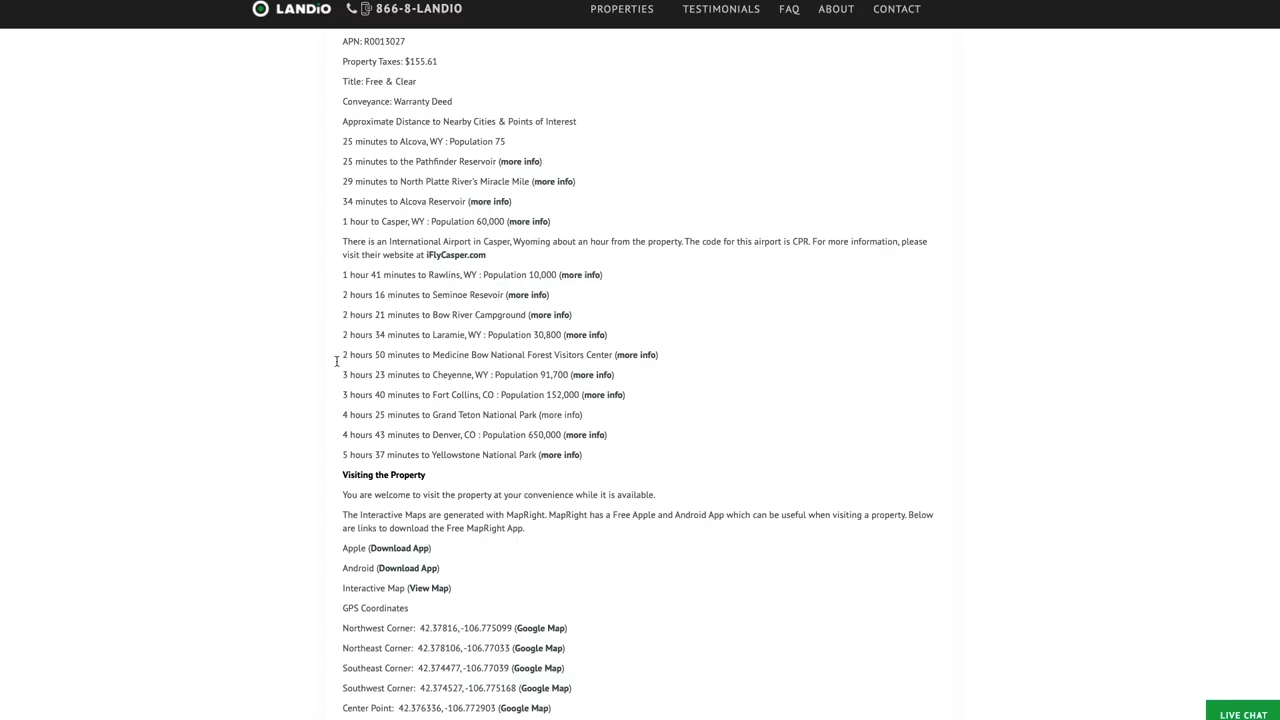 LANDiO 866-8-LANDIO PROPERTIES TESTIMONIALS FAQ ABOUT CONTACT
APN: R0013027
Property Taxes: $155.61
Title: Free & Clear
Conveyance: Warranty Deed
Approximate Distance to Nearby Cities & Points of Interest
25 minutes to Alcova, WY : Population 75
25 minutes to the Pathfinder Reservoir (more info)
29 minutes to North Platte River's Miracle Mile (more info)
34 minutes to Alcova Reservoir (more info)
1 hour to Casper, WY : Population 60,000 (more info)
There is an International Airport in Casper, Wyoming about an hour from the property. The code for this airport is CPR. For more information, please
visit their website at iFlyCasper.com
1 hour 41 minutes to Rawlins, WY : Population 10,000 (more info)
2 hours 16 minutes to Seminoe Resevoir (more info)
2 hours 21 minutes to Bow River Campground (more info)
2 hours 34 minutes to Laramie, WY : Population 30,800 (more info)
2 hours 50 minutes to Medicine Bow National Forest Visitors Center (more info)
3 hours 23 minutes to Cheyenne, WY : Population 91,700 (more info)
3 hours 40 minutes to Fort Collins, CO : Population 152,000 (more info)
4 hours 25 minutes to Grand Teton National Park (more info)
4 hours 43 minutes to Denver, CO : Population 650,000 (more info)
5 hours 37 minutes to Yellowstone National Park (more info)
Visiting the Property
You are welcome to visit the property at your convenience while it is available.
The Interactive Maps are generated with MapRight. MapRight has a Free Apple and Android App which can be useful when visiting a property. Below
are links to download the Free MapRight App.
Apple (Download App)
Android (Download App)
Interactive Map (View Map)
GPS Coordinates
Northwest Corner: 42.37816, -106.775099 (Google Map)
Northeast Corner: 42.378106, -106.77033 (Google Map)
Southeast Corner: 42.374477, -106.77039 (Google Map)
Southwest Corner: 42.374527, -106.775168 (Google Map)
Center Point: 42.376336, -106.772903 (Google Map)
LIVE CHAT